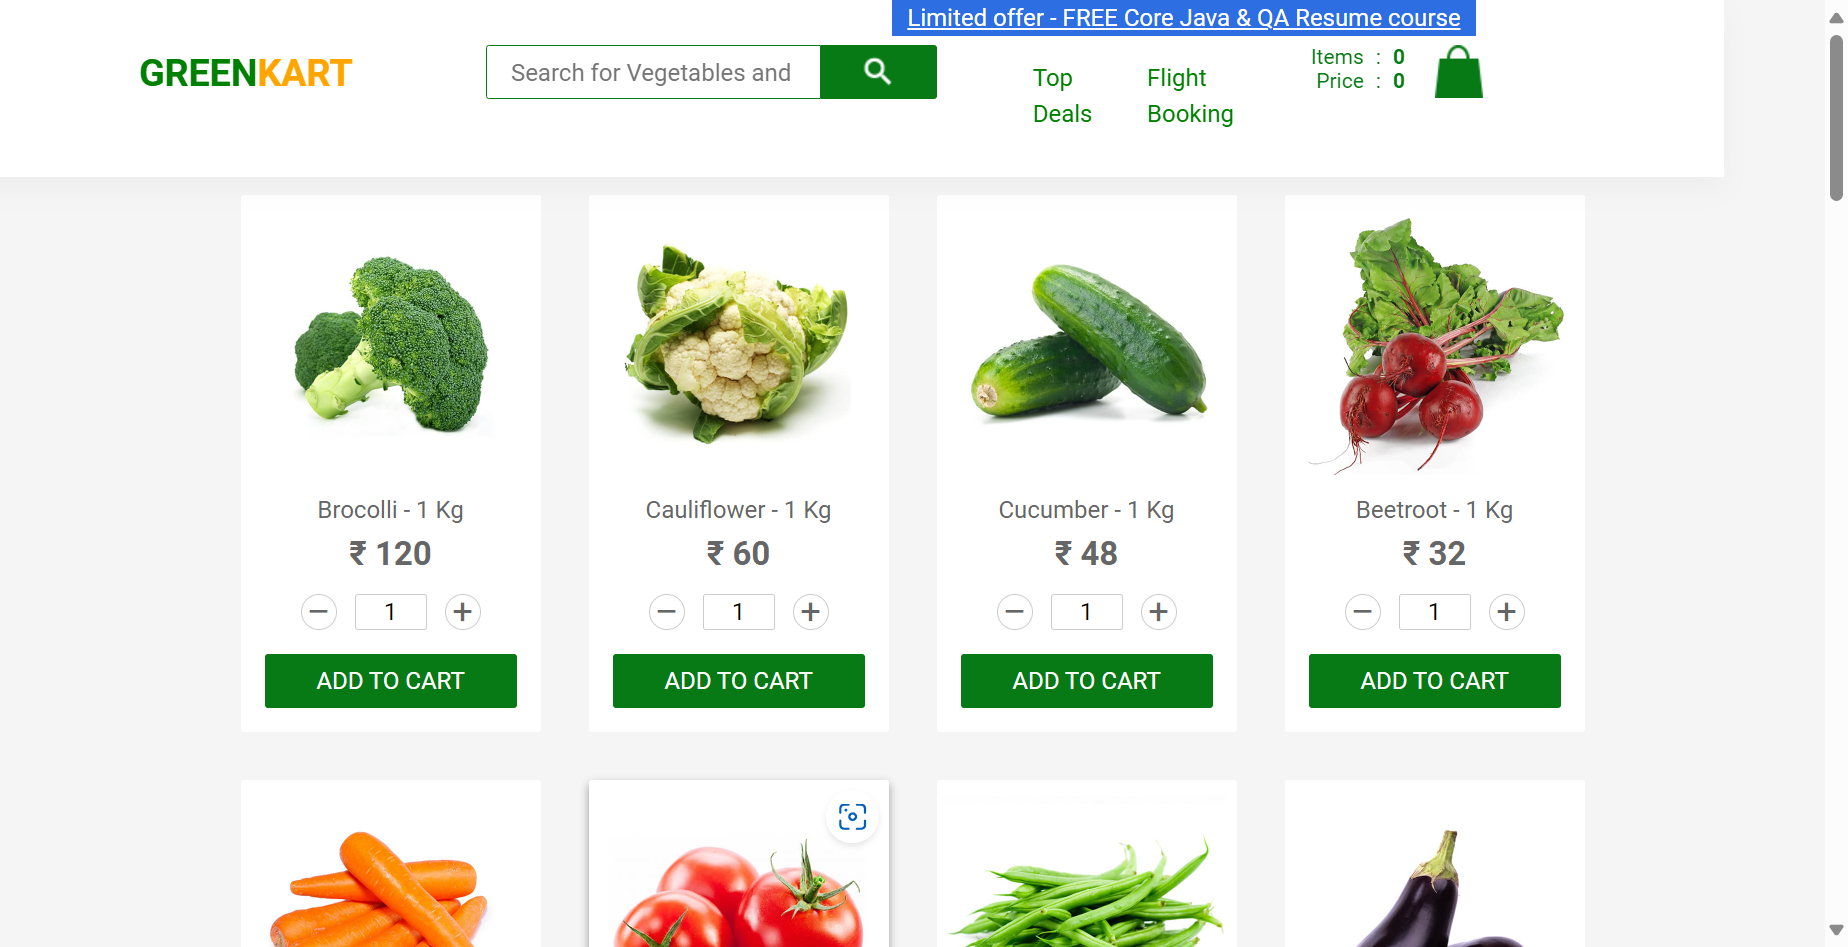 Limited offer - FREE Core Java & QA Resume course
GREENKART
Search for Vegetables and
Top
Deals
Flight
Booking
Items : 0
Price : 0
Brocolli - 1 Kg
₹ 120
− 1 +
ADD TO CART
Cauliflower - 1 Kg
₹ 60
− 1 +
ADD TO CART
Cucumber - 1 Kg
₹ 48
− 1 +
ADD TO CART
Beetroot - 1 Kg
₹ 32
− 1 +
ADD TO CART